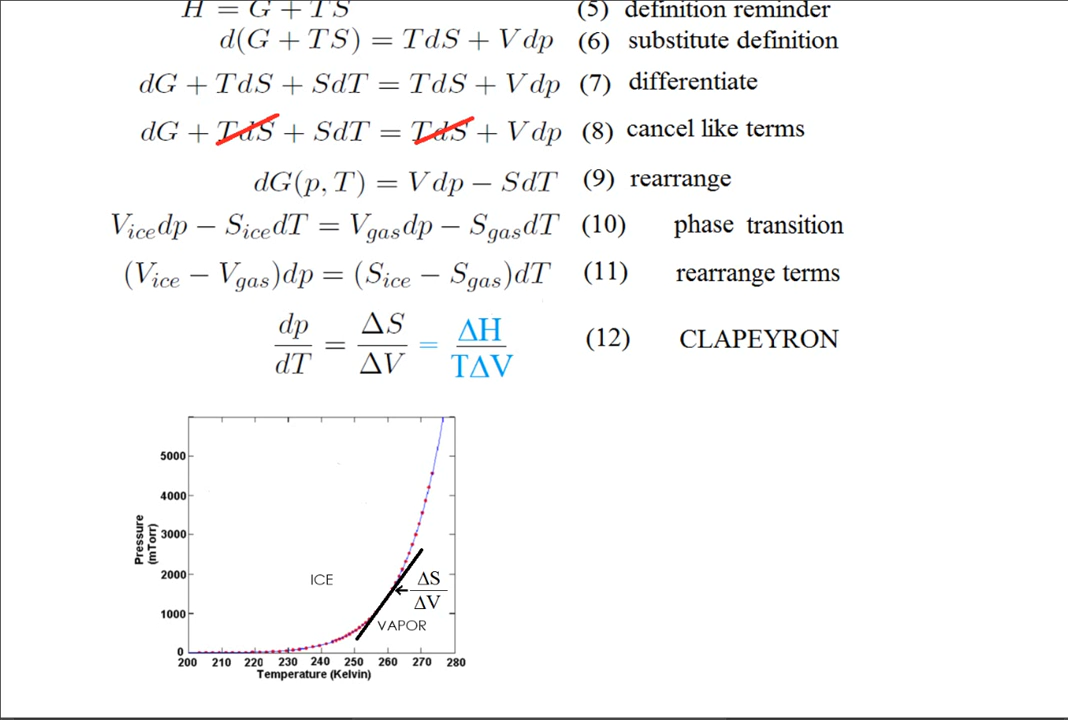 H = G + TS (5) definition reminder
d(G + TS) = TdS + Vdp (6) substitute definition
dG + TdS + SdT = TdS + Vdp (7) differentiate
dG + TdS + SdT = TdS + Vdp (8) cancel like terms
dG(p, T) = Vdp − SdT (9) rearrange
V_ice dp − S_ice dT = V_gas dp − S_gas dT (10) phase transition
(V_ice − V_gas)dp = (S_ice − S_gas)dT (11) rearrange terms
dp/dT = ΔS/ΔV = ΔH/TΔV (12) CLAPEYRON
5000
4000
3000
2000
1000
0
Pressure
(mTorr)
ICE
ΔS
ΔV
VAPOR
200 210 220 230 240 250 260 270 280
Temperature (Kelvin)